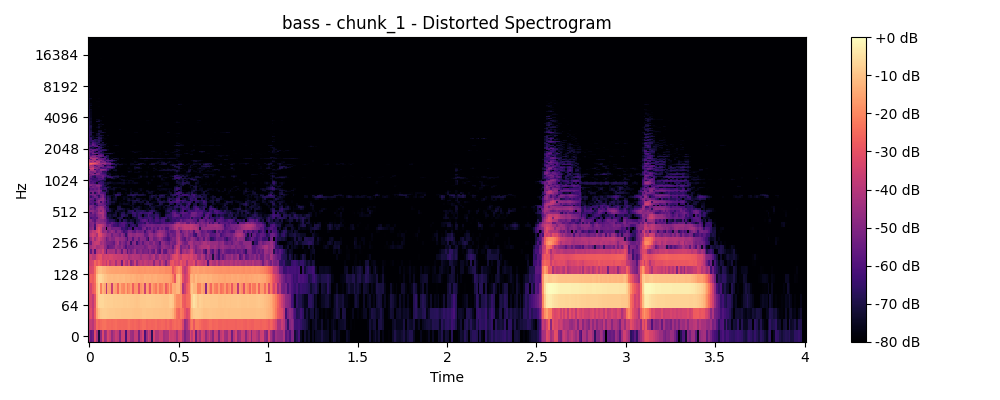 bass - chunk_1 - Distorted Spectrogram
16384
8192
4096
2048
1024
512
256
128
64
0
Hz
0
0.5
1
1.5
2
2.5
3
3.5
4
Time
+0 dB
-10 dB
-20 dB
-30 dB
-40 dB
-50 dB
-60 dB
-70 dB
-80 dB